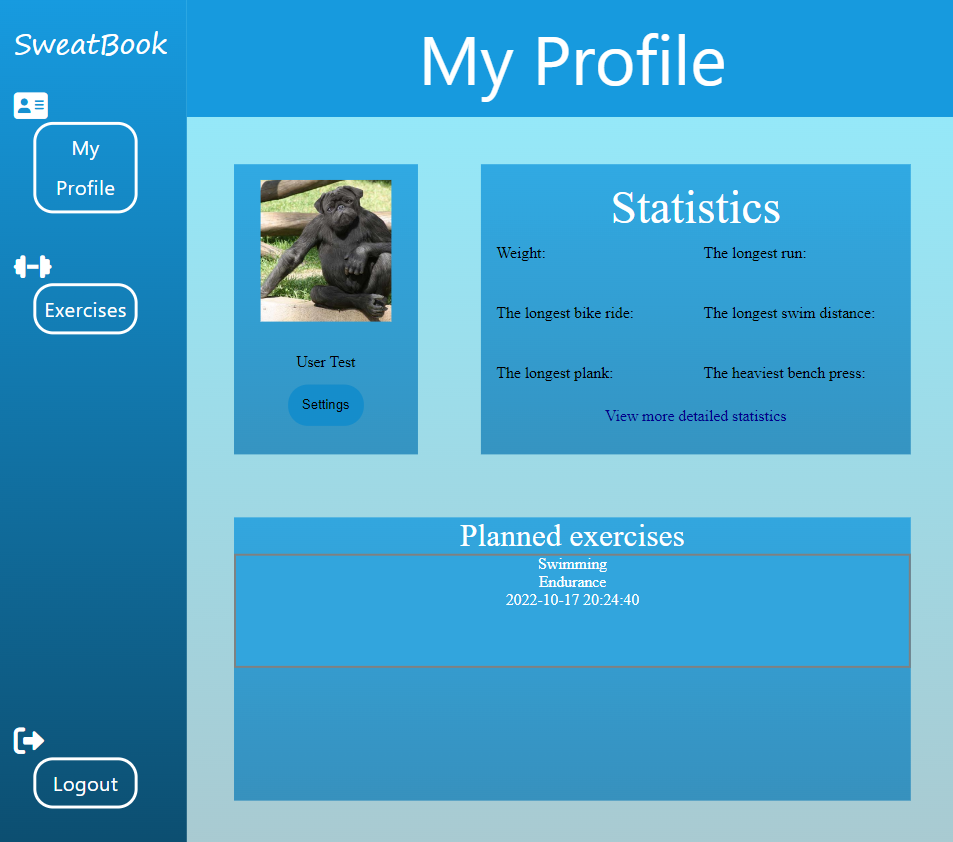 SweatBook
My Profile
My
Profile
Exercises
Logout
User Test
Settings
Statistics
Weight:
The longest run:
The longest bike ride:
The longest swim distance:
The longest plank:
The heaviest bench press:
View more detailed statistics
Planned exercises
Swimming
Endurance
2022-10-17 20:24:40